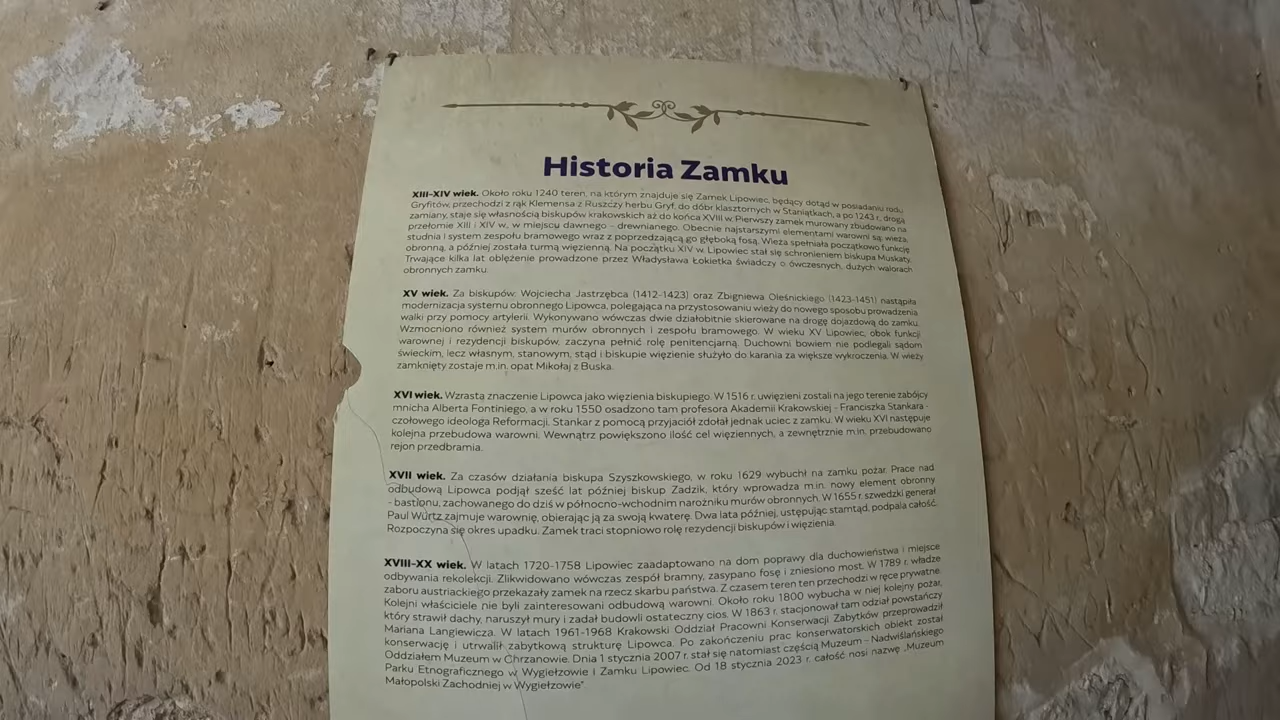 Historia Zamku
XIII-XIV wiek. Około roku 1240 teren, na którym znajduje się Zamek Lipowiec, będący dotąd w posiadaniu rodu
Gryfitów, przechodzi z rąk Klemensa z Ruszczy herbu Gryf, do dóbr klasztornych w Staniątkach, a po 1243 r., drogą
zamiany, staje się własnością biskupów krakowskich aż do końca XVIII w. Pierwszy zamek murowany zbudowano na
przełomie XIII i XIV w., w miejscu dawnego - drewnianego. Obecnie najstarszymi elementami warowni są: wieża,
studnia i system zespołu bramowego wraz z poprzedzającą go głęboką fosą. Wieża spełniała początkowo funkcję
obronną, a później została turmą więzienną. Na początku XIV w. Lipowiec stał się schronieniem biskupa Muskaty.
Trwające kilka lat oblężenie prowadzone przez Władysława Łokietka świadczy o ówczesnych, dużych walorach
obronnych zamku.
XV wiek. Za biskupów: Wojciecha Jastrzębca (1412-1423) oraz Zbigniewa Oleśnickiego (1423-1451) nastąpiła
modernizacja systemu obronnego Lipowca, polegająca na przystosowaniu wieży do nowego sposobu prowadzenia
walki przy pomocy artylerii. Wykonywano wówczas dwie działobitnie skierowane na drogę dojazdową do zamku.
Wzmocniono również system murów obronnych i zespołu bramowego. W wieku XV Lipowiec, obok funkcji
warownej i rezydencji biskupów, zaczyna pełnić rolę penitencjarną. Duchowni bowiem nie podlegali sądom
świeckim, lecz własnym, stanowym, stąd i biskupie więzienie służyło do karania za większe wykroczenia. W wieży
zamknięty zostaje m.in. opat Mikołaj z Buska.
XVI wiek. Wzrasta znaczenie Lipowca jako więzienia biskupiego. W 1516 r. uwięzieni zostali na jego terenie zabójcy
mnicha Alberta Fontiniego, a w roku 1550 osadzono tam profesora Akademii Krakowskiej - Franciszka Stankara -
czołowego ideologa Reformacji. Stankar z pomocą przyjaciół zdołał jednak uciec z zamku. W wieku XVI następuje
kolejna przebudowa warowni. Wewnątrz powiększono ilość cel więziennych, a zewnętrznie m.in. przebudowano
rejon przedbramia.
XVII wiek. Za czasów działania biskupa Szyszkowskiego, w roku 1629 wybuchł na zamku pożar. Prace nad
odbudową Lipowca podjął sześć lat później biskup Zadzik, który wprowadza m.in. nowy element obronny
- bastionu, zachowanego do dziś w północno-wchodnim narożniku murów obronnych. W 1655 r. szwedzki generał
Paul Würtz zajmuje warownię, obierając ją za swoją kwaterę. Dwa lata później, ustępując stamtąd, podpala całość.
Rozpoczyna się okres upadku. Zamek traci stopniowo rolę rezydencji biskupów i więzienia.
XVIII-XX wiek. W latach 1720-1758 Lipowiec zaadaptowano na dom poprawy dla duchowieństwa i miejsce
odbywania rekolekcji. Zlikwidowano wówczas zespół bramny, zasypano fosę i zniesiono most. W 1789 r. władze
zaboru austriackiego przekazały zamek na rzecz skarbu państwa. Z czasem teren ten przechodzi w ręce prywatne.
Kolejni właściciele nie byli zainteresowani odbudową warowni. Około roku 1800 wybucha w niej kolejny pożar,
który strawił dachy, naruszył mury i zadał budowli ostateczny cios. W 1863 r. stacjonował tam odział powstańczy
Mariana Langiewicza. W latach 1961-1968 Krakowski Oddział Pracowni Konserwacji Zabytków przeprowadził
konserwację i utrwalił zabytkową strukturę Lipowca. Po zakończeniu prac konserwatorskich obiekt został
Oddziałem Muzeum w Chrzanowie. Dnia 1 stycznia 2007 r. stał się natomiast częścią Muzeum - Nadwiślańskiego
Parku Etnograficznego w Wygiełzowie i Zamku Lipowiec. Od 18 stycznia 2023 r. całość nosi nazwę „Muzeum
Małopolski Zachodniej w Wygiełzowie"